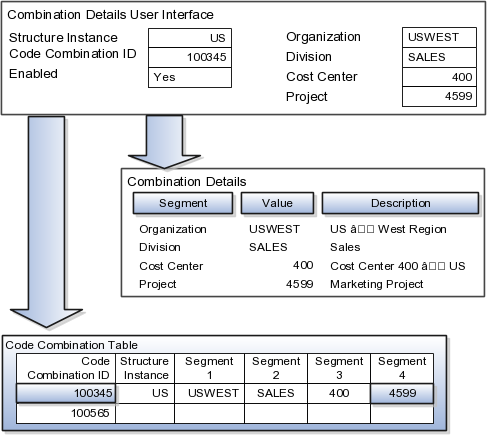 Combination Details User Interface
Structure Instance US Organization USWEST
Code Combination ID 100345 Division SALES
Enabled Yes Cost Center 400
Project 4599
Combination Details
Segment Value Description
Organization USWEST US â€“ West Region
Division SALES Sales
Cost Center 400 Cost Center 400 â€“ US
Project 4599 Marketing Project
Code Combination Table
Code Combination ID Structure Instance Segment 1 Segment 2 Segment 3 Segment 4
100345 US USWEST SALES 400 4599
100565